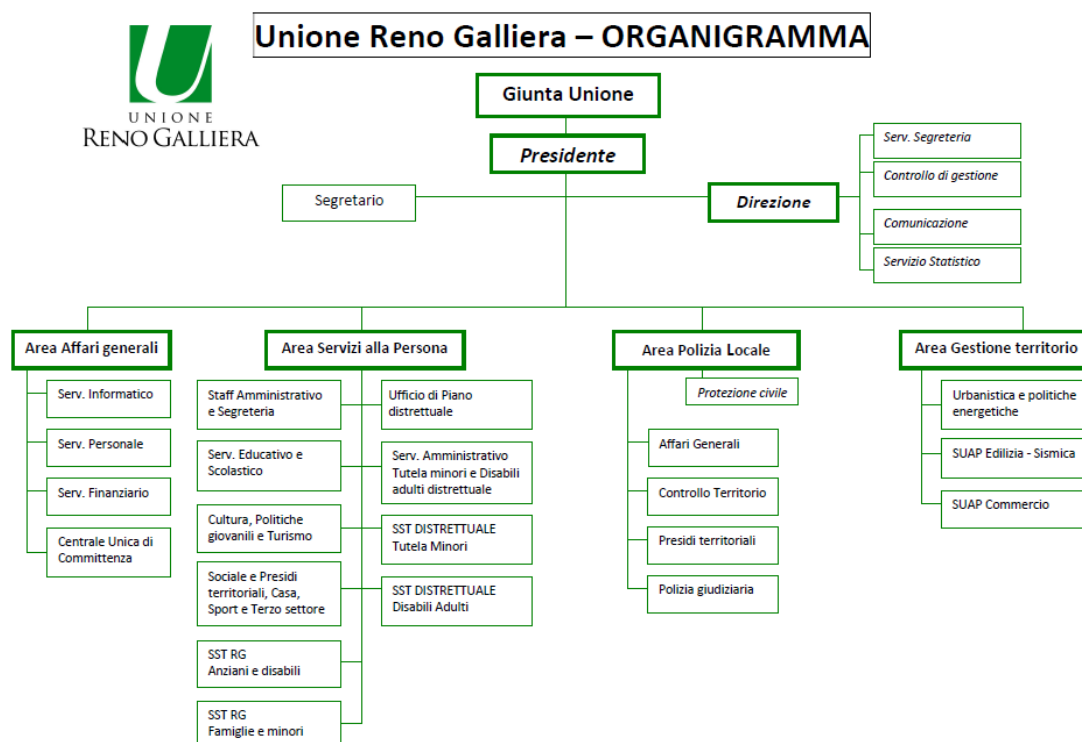 Unione Reno Galliera – ORGANIGRAMMA
UNIONE
RENO GALLIERA
Giunta Unione
Presidente
Segretario
Direzione
Serv. Segreteria
Controllo di gestione
Comunicazione
Servizio Statistico
Area Affari generali
Serv. Informatico
Serv. Personale
Serv. Finanziario
Centrale Unica di
Committenza
Area Servizi alla Persona
Staff Amministrativo
e Segreteria
Serv. Educativo e
Scolastico
Cultura, Politiche
giovanili e Turismo
Sociale e Presidi
territoriali, Casa,
Sport e Terzo settore
SST RG
Anziani e disabili
SST RG
Famiglie e minori
Ufficio di Piano
distrettuale
Serv. Amministrativo
Tutela minori e Disabili
adulti distrettuale
SST DISTRETTUALE
Tutela Minori
SST DISTRETTUALE
Disabili Adulti
Area Polizia Locale
Protezione civile
Affari Generali
Controllo Territorio
Presidi territoriali
Polizia giudiziaria
Area Gestione territorio
Urbanistica e politiche
energetiche
SUAP Edilizia - Sismica
SUAP Commercio